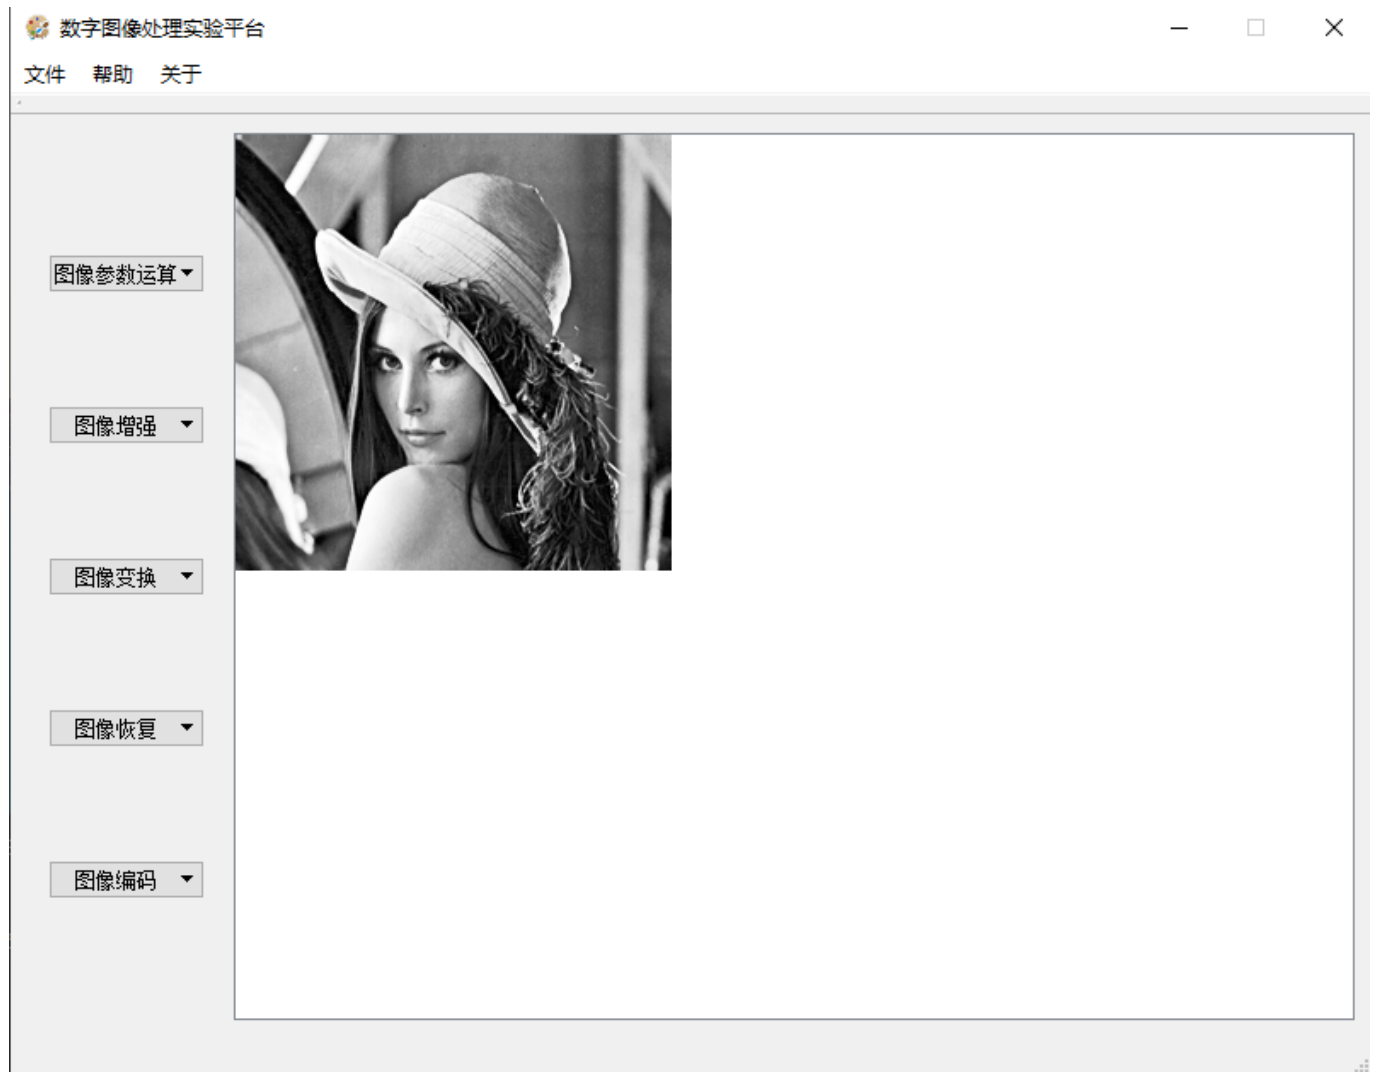 数字图像处理实验平台
文件 帮助 关于
图像参数运算
图像增强
图像变换
图像恢复
图像编码